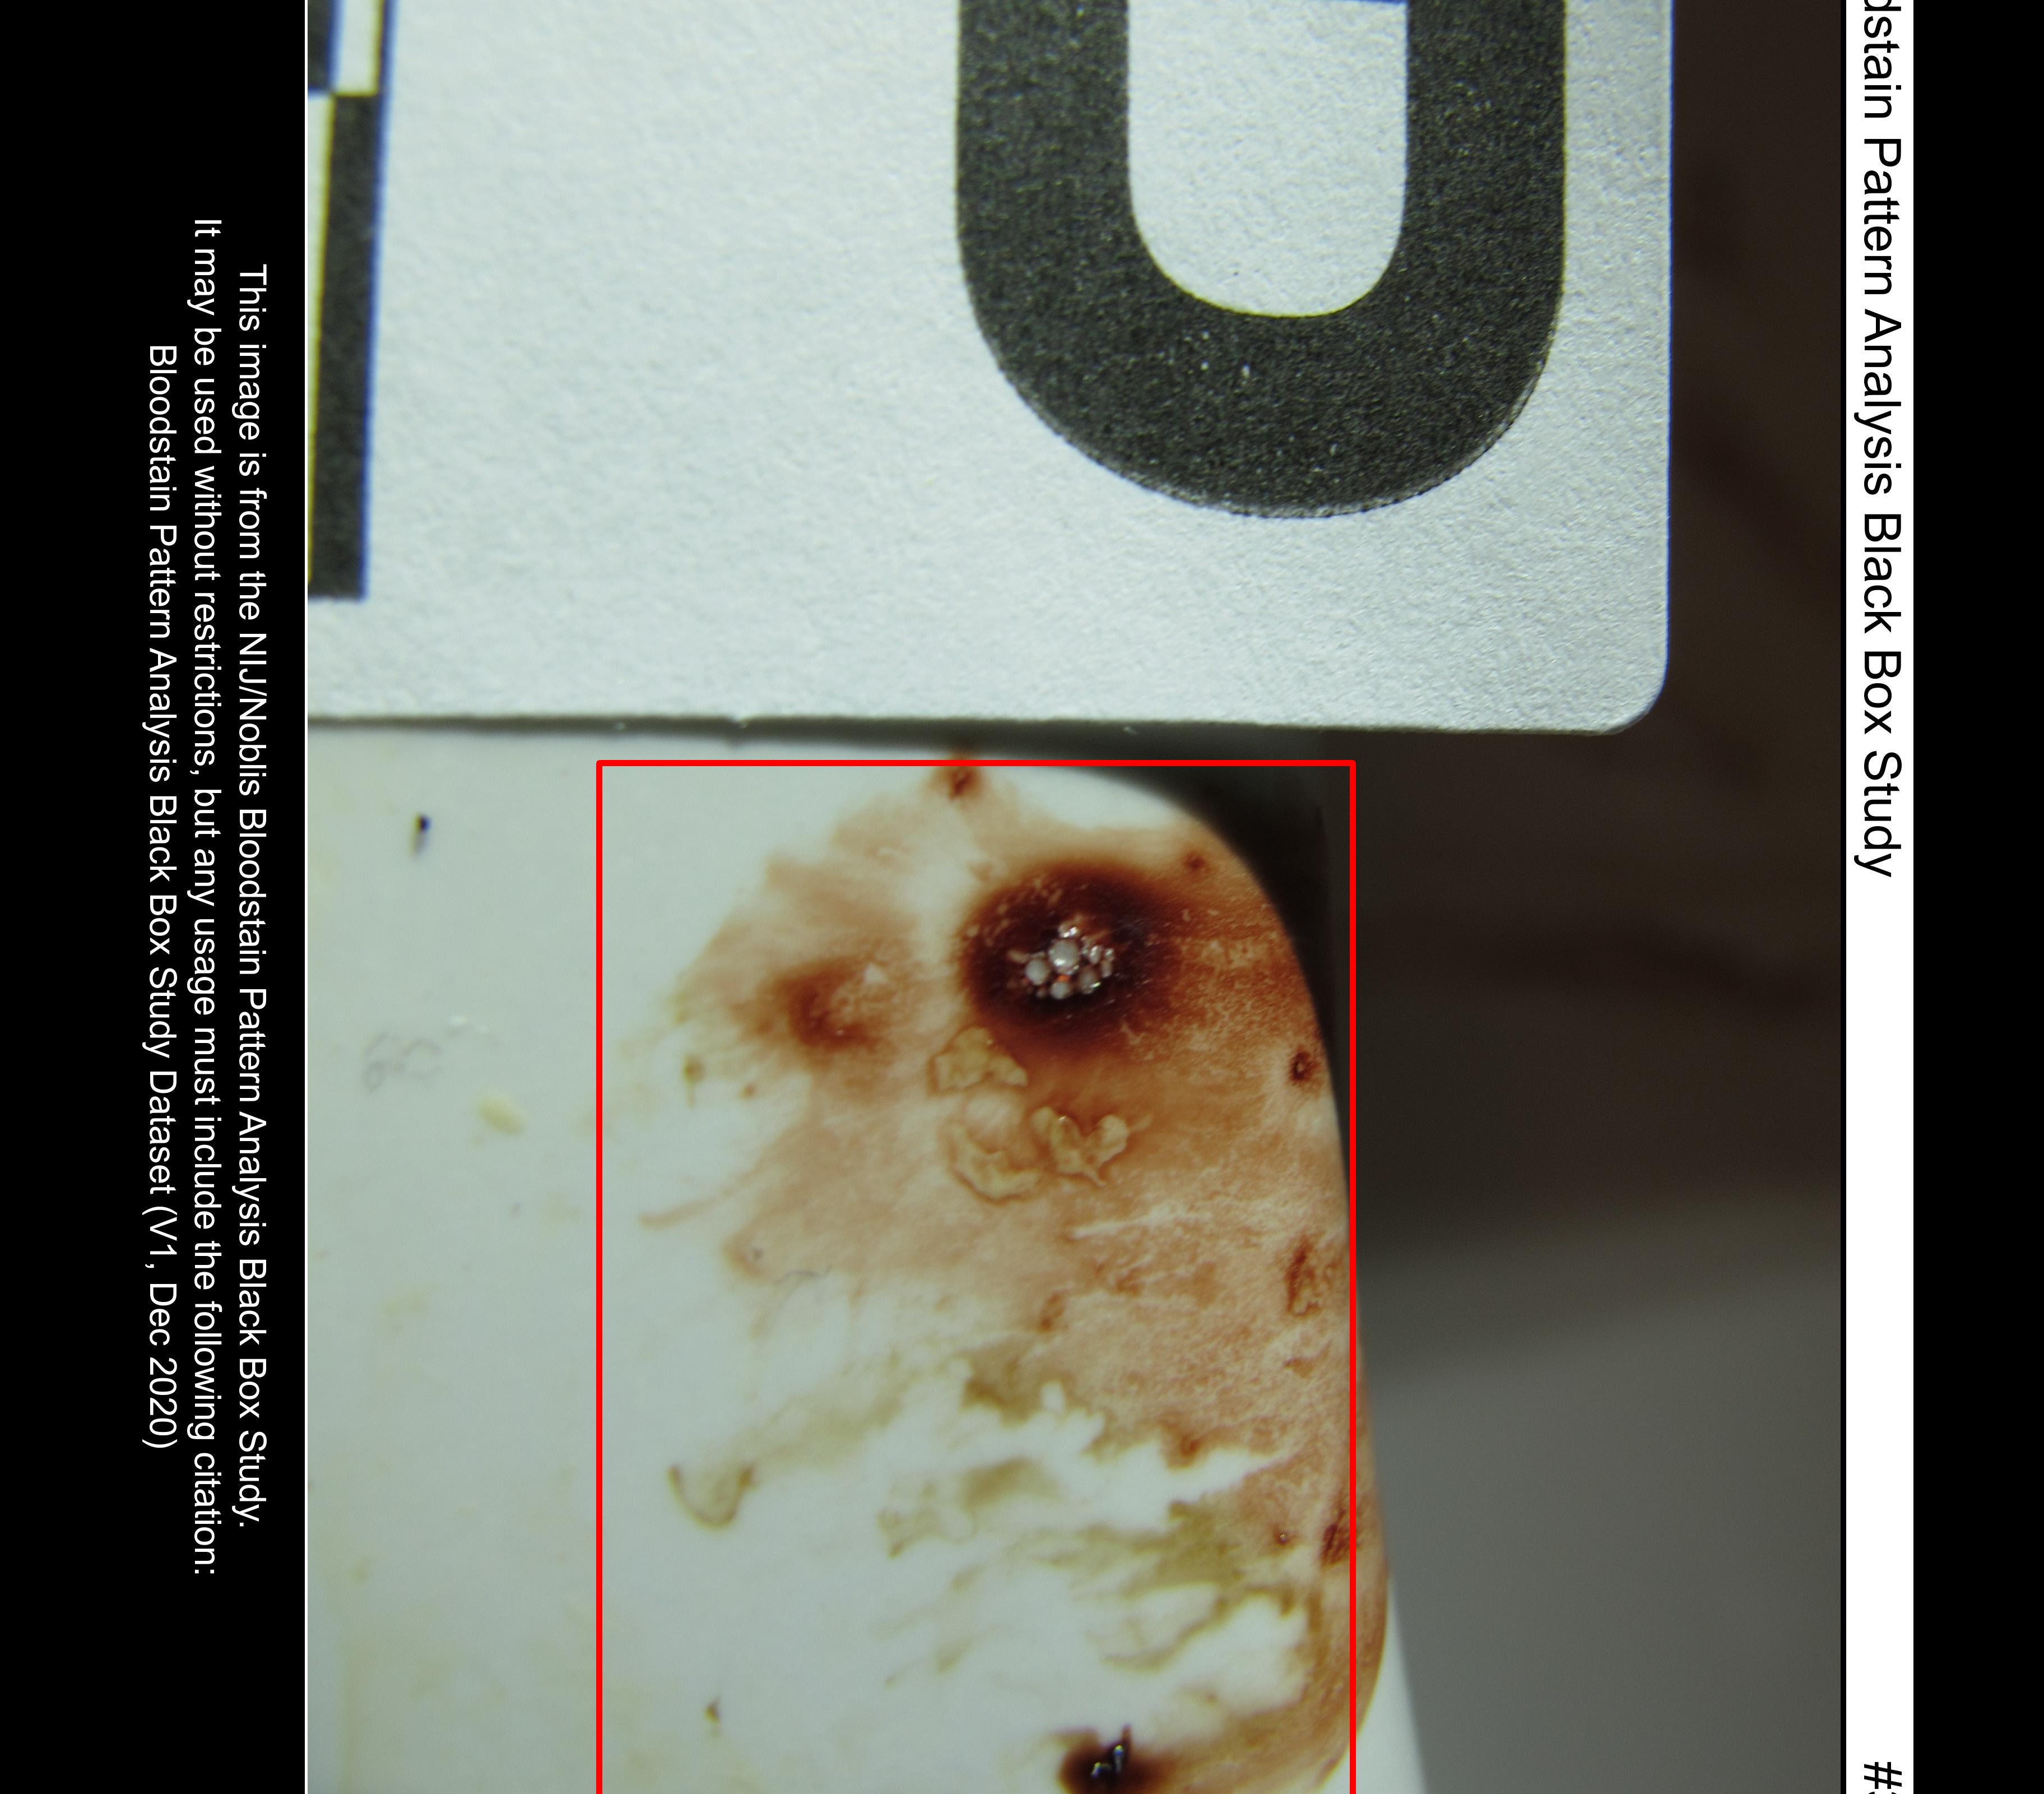 dstain Pattern Analysis Black Box Study
This image is from the NIJ/Noblis Bloodstain Pattern Analysis Black Box Study.
It may be used without restrictions, but any usage must include the following citation:
Bloodstain Pattern Analysis Black Box Study Dataset (V1, Dec 2020)